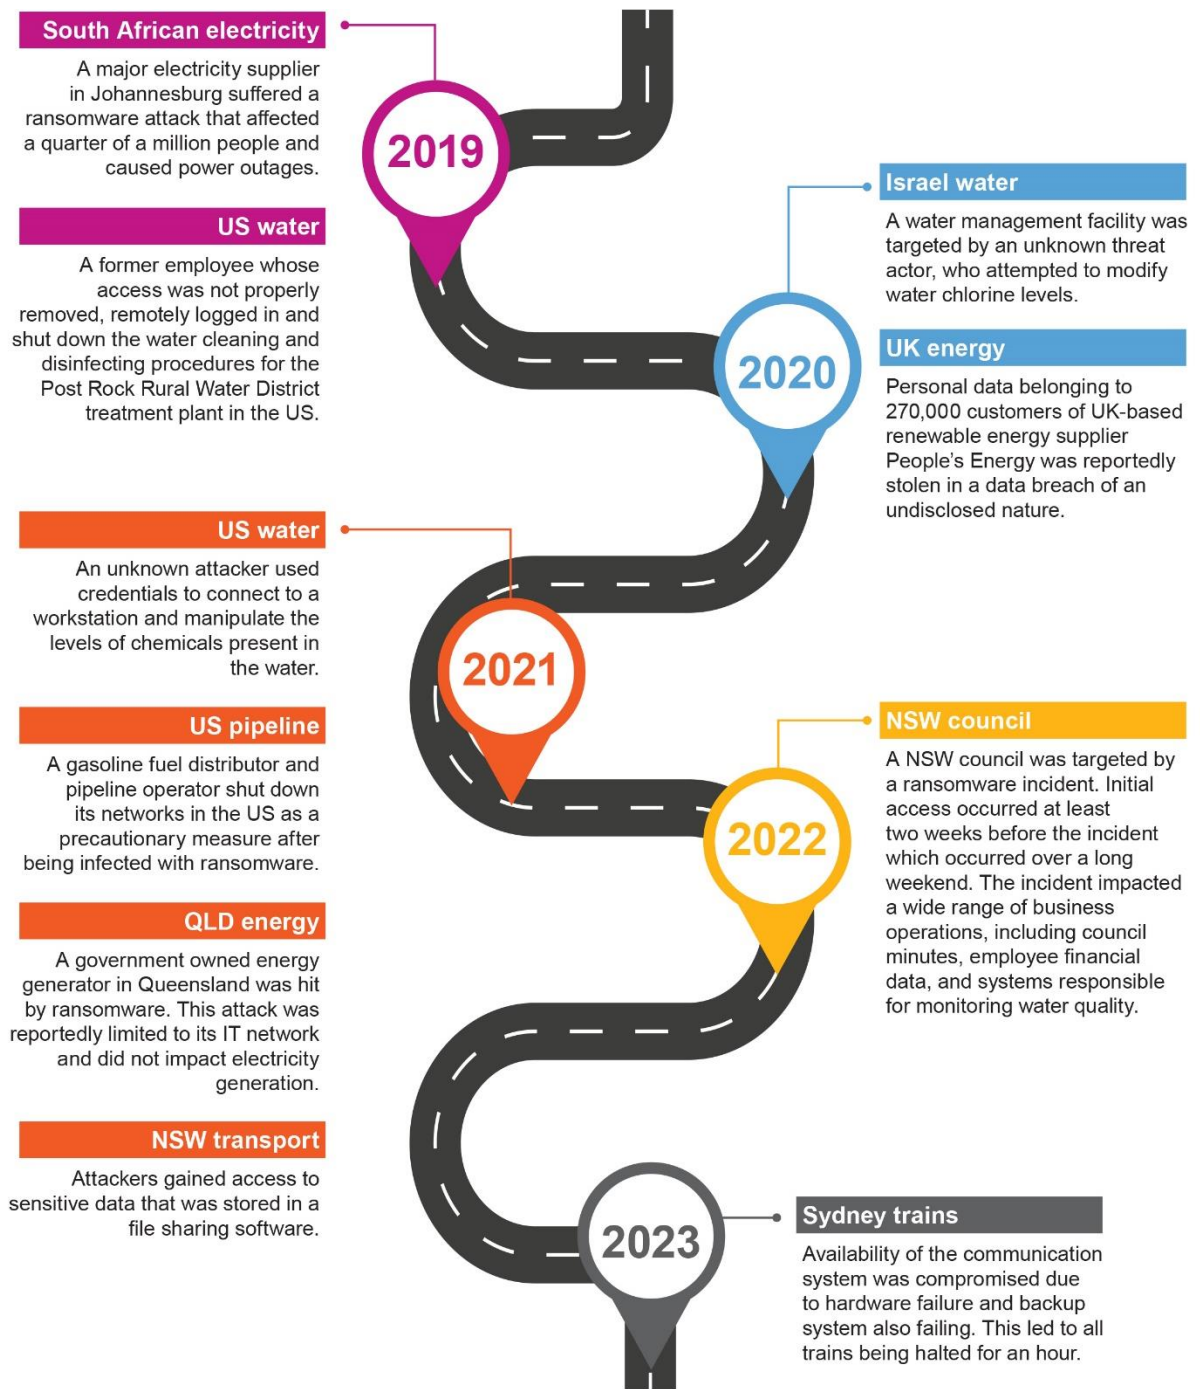 South African electricity
A major electricity supplier
in Johannesburg suffered a
ransomware attack that affected
a quarter of a million people and
caused power outages.
2019
US water
A former employee whose
access was not properly
removed, remotely logged in and
shut down the water cleaning and
disinfecting procedures for the
Post Rock Rural Water District
treatment plant in the US.
Israel water
A water management facility was
targeted by an unknown threat
actor, who attempted to modify
water chlorine levels.
2020
UK energy
Personal data belonging to
270,000 customers of UK-based
renewable energy supplier
People’s Energy was reportedly
stolen in a data breach of an
undisclosed nature.
US water
An unknown attacker used
credentials to connect to a
workstation and manipulate the
levels of chemicals present in
the water.
2021
US pipeline
A gasoline fuel distributor and
pipeline operator shut down
its networks in the US as a
precautionary measure after
being infected with ransomware.
QLD energy
A government owned energy
generator in Queensland was hit
by ransomware. This attack was
reportedly limited to its IT network
and did not impact electricity
generation.
NSW transport
Attackers gained access to
sensitive data that was stored in a
file sharing software.
NSW council
A NSW council was targeted by
a ransomware incident. Initial
access occurred at least
two weeks before the incident
which occurred over a long
weekend. The incident impacted
a wide range of business
operations, including council
minutes, employee financial
data, and systems responsible
for monitoring water quality.
2022
2023
Sydney trains
Availability of the communication
system was compromised due
to hardware failure and backup
system also failing. This led to all
trains being halted for an hour.